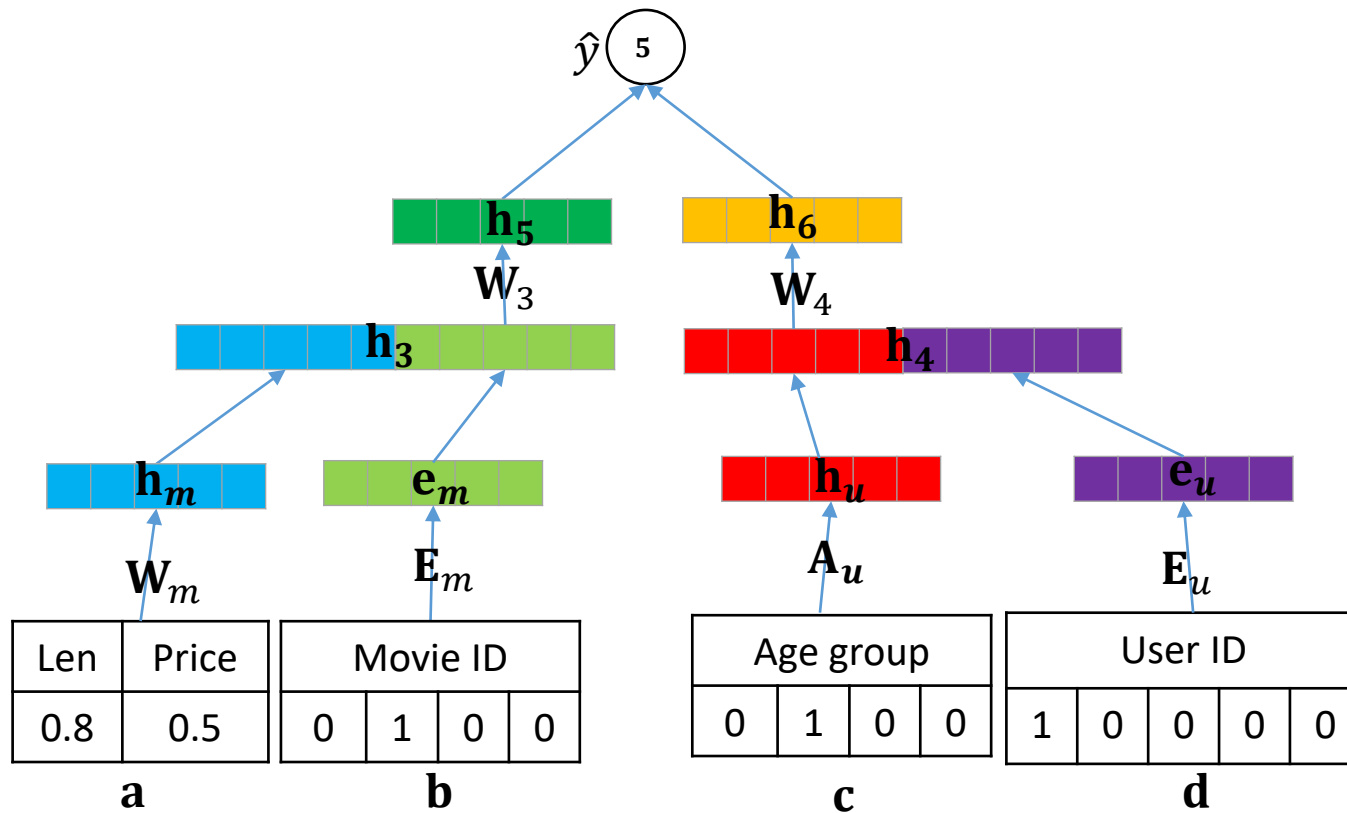 ŷ 5
h₅ h₆
W₃ W₄
h₃ h₄
hₘ eₘ hᵤ eᵤ
Wₘ Eₘ Aᵤ Eᵤ
Len Price Movie ID Age group User ID
0.8 0.5 0 1 0 0 0 1 0 0 1 0 0 0 0
a b c d